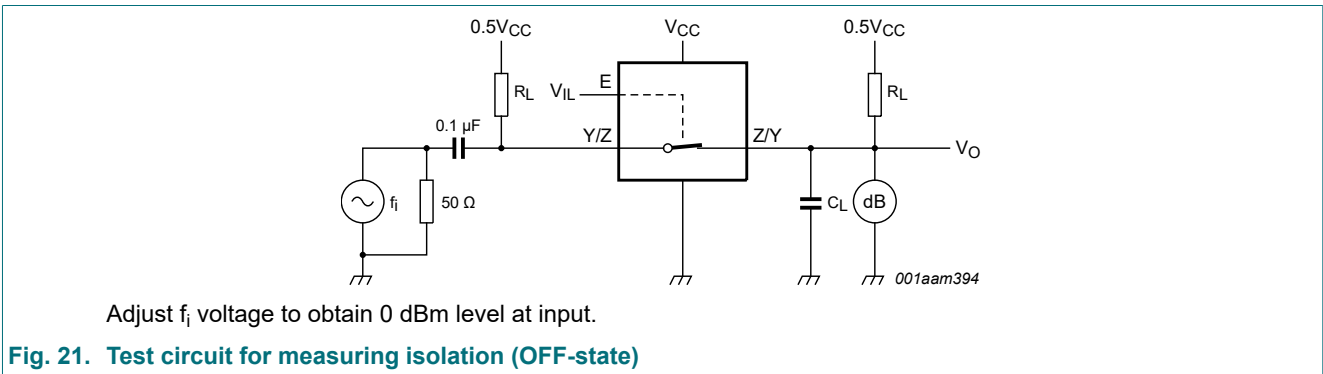 0.5VCC VCC 0.5VCC
RL VIL E RL
0.1 µF Y/Z Z/Y VO
fi 50 Ω CL dB
001aam394
Adjust fi voltage to obtain 0 dBm level at input.
Fig. 21. Test circuit for measuring isolation (OFF-state)